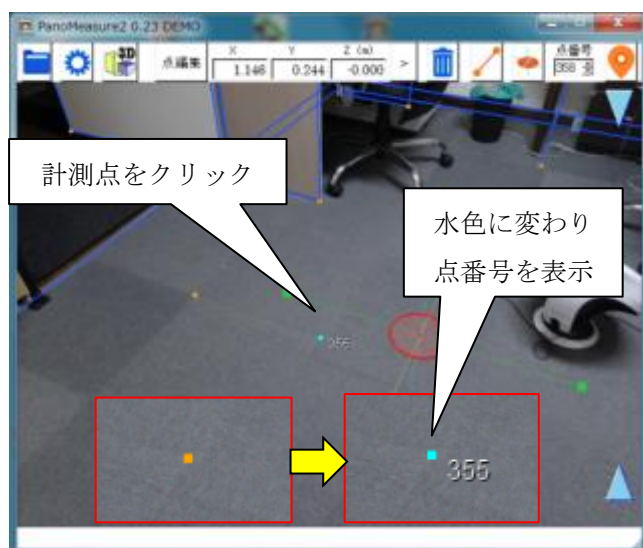 PanoMeasure2 0.23 DEMO
3D
点編集
X Y Z (m)
1.146 0.244 -0.000 >
点番号
358
計測点をクリック
水色に変わり
点番号を表示
355
355